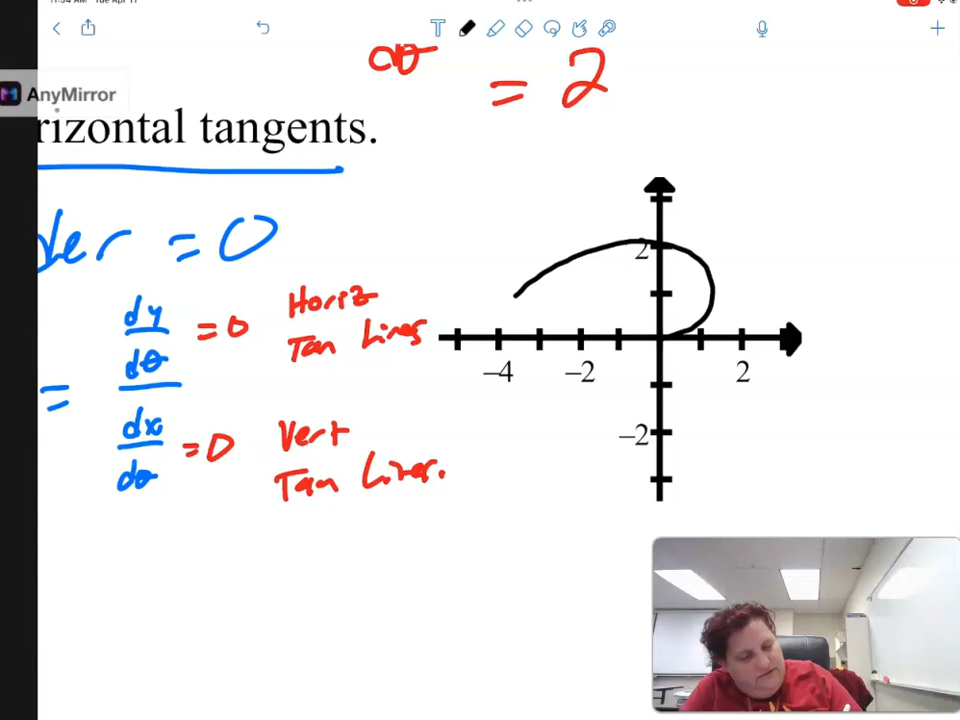 = 2
AnyMirror
rizontal tangents.
der = 0
dy
dθ
= 0 Horiz
Tan Lines
=
dx
dθ
= 0 Vert
Tan Lines.
2
-4 -2 2
-2